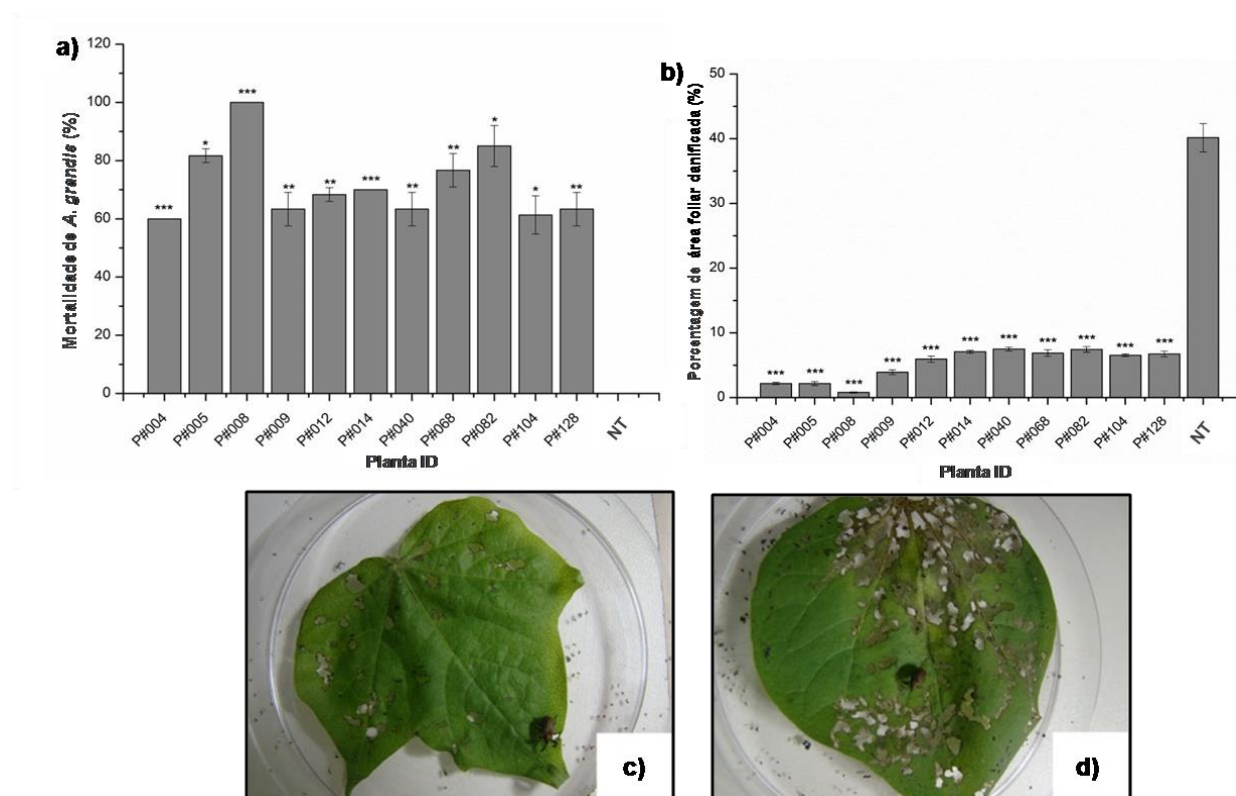 a)
Mortalidade de A. grandis (%)
120
100
80
60
40
20
0
***
*
***
**
**
***
**
**
*
*
**
P#004
P#005
P#008
P#009
P#012
P#014
P#040
P#068
P#082
P#104
P#128
NT
Planta ID
b)
Porcentagem de área foliar danificada (%)
50
40
30
20
10
0
***
***
***
***
***
***
***
***
***
***
***
P#004
P#005
P#008
P#009
P#012
P#014
P#040
P#068
P#082
P#104
P#128
NT
Planta ID
c)
d)